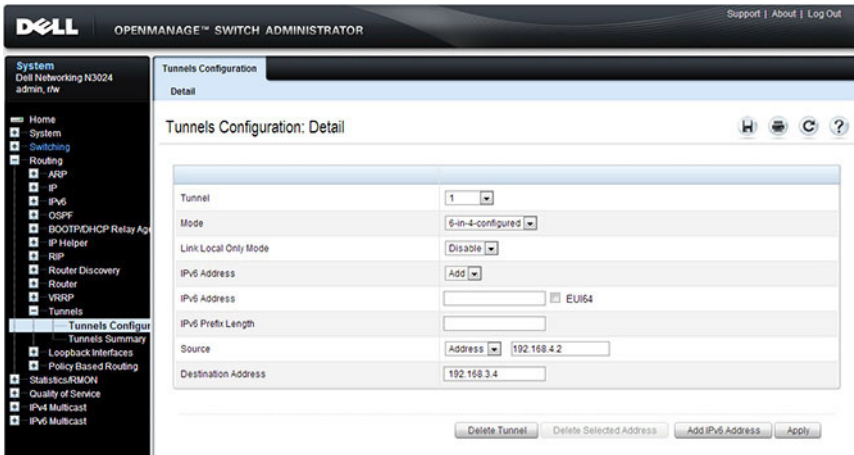 Support | About | Log Out
DELL OPENMANAGE™ SWITCH ADMINISTRATOR
System
Dell Networking N3024
admin, r/w
Home
System
Switching
Routing
ARP
IP
IPv6
OSPF
BOOTP/DHCP Relay Age
IP Helper
RIP
Router Discovery
Router
VRRP
Tunnels
Tunnels Configur
Tunnels Summary
Loopback Interfaces
Policy Based Routing
Statistics/RMON
Quality of Service
IPv4 Multicast
IPv6 Multicast
Tunnels Configuration
Detail
Tunnels Configuration: Detail
Tunnel 1
Mode 6-in-4-configured
Link Local Only Mode Disable
IPv6 Address Add
IPv6 Address EUI64
IPv6 Prefix Length
Source Address 192.168.4.2
Destination Address 192.168.3.4
Delete Tunnel Delete Selected Address Add IPv6 Address Apply